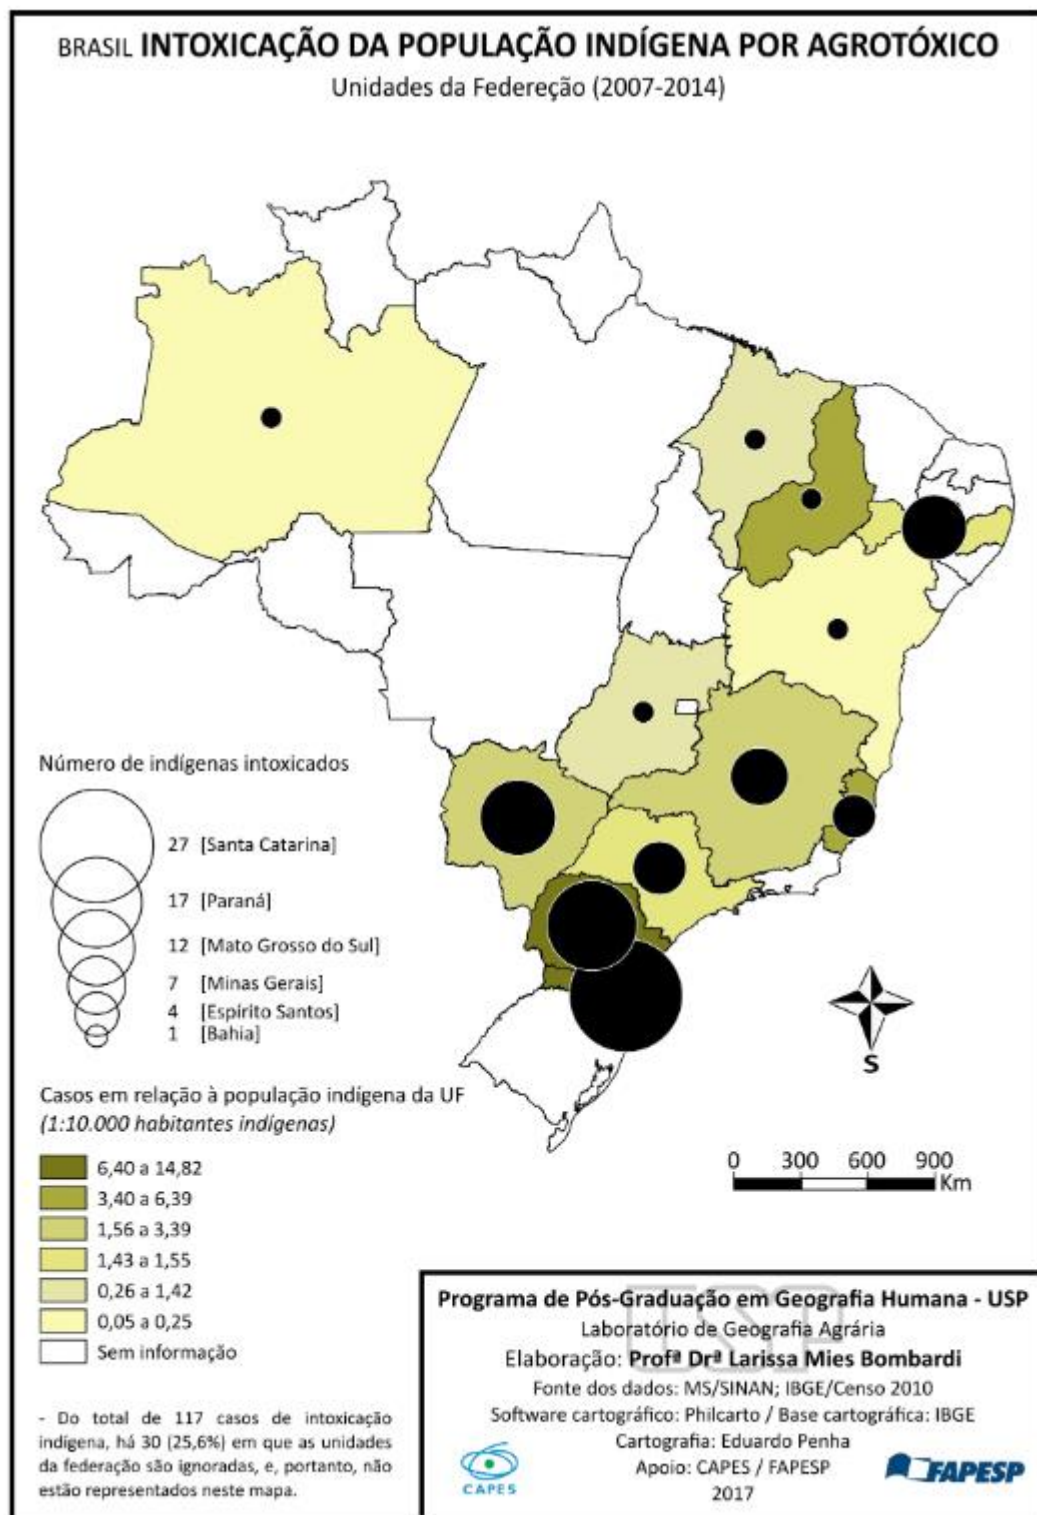 BRASIL INTOXICAÇÃO DA POPULAÇÃO INDÍGENA POR AGROTÓXICO
Unidades da Federeção (2007-2014)
Número de indígenas intoxicados
27 [Santa Catarina]
17 [Paraná]
12 [Mato Grosso do Sul]
7 [Minas Gerais]
4 [Espírito Santos]
1 [Bahia]
Casos em relação à população indígena da UF
(1:10.000 habitantes indígenas)
6,40 a 14,82
3,40 a 6,39
1,56 a 3,39
1,43 a 1,55
0,26 a 1,42
0,05 a 0,25
Sem informação
- Do total de 117 casos de intoxicação
indígena, há 30 (25,6%) em que as unidades
da federação são ignoradas, e, portanto, não
estão representados neste mapa.
S
0 300 600 900
Km
USP
Programa de Pós-Graduação em Geografia Humana - USP
Laboratório de Geografia Agrária
Elaboração: Profª Drª Larissa Mies Bombardi
Fonte dos dados: MS/SINAN; IBGE/Censo 2010
Software cartográfico: Philcarto / Base cartográfica: IBGE
Cartografia: Eduardo Penha
Apoio: CAPES / FAPESP
2017
CAPES
FAPESP